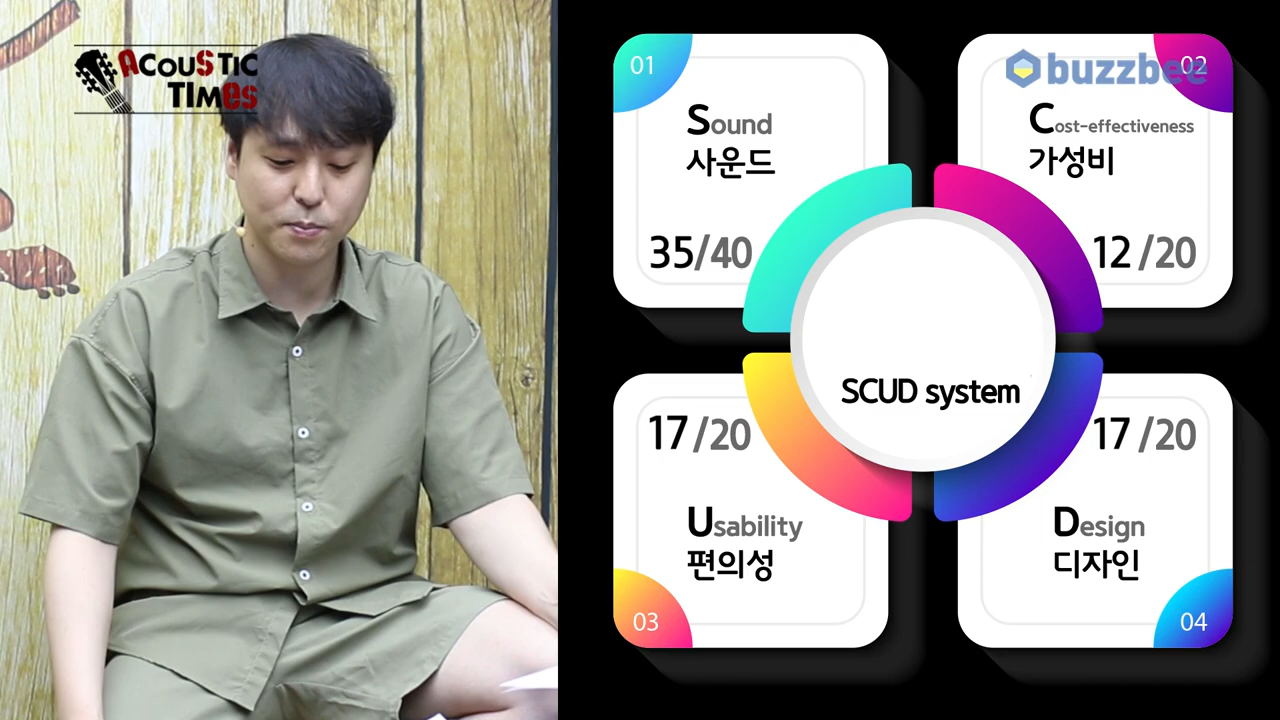 ACOUSTIC
TIMES
buzzbee
01
Sound
사운드
35/40
02
Cost-effectiveness
가성비
12/20
SCUD system
17/20
Usability
편의성
03
17/20
Design
디자인
04